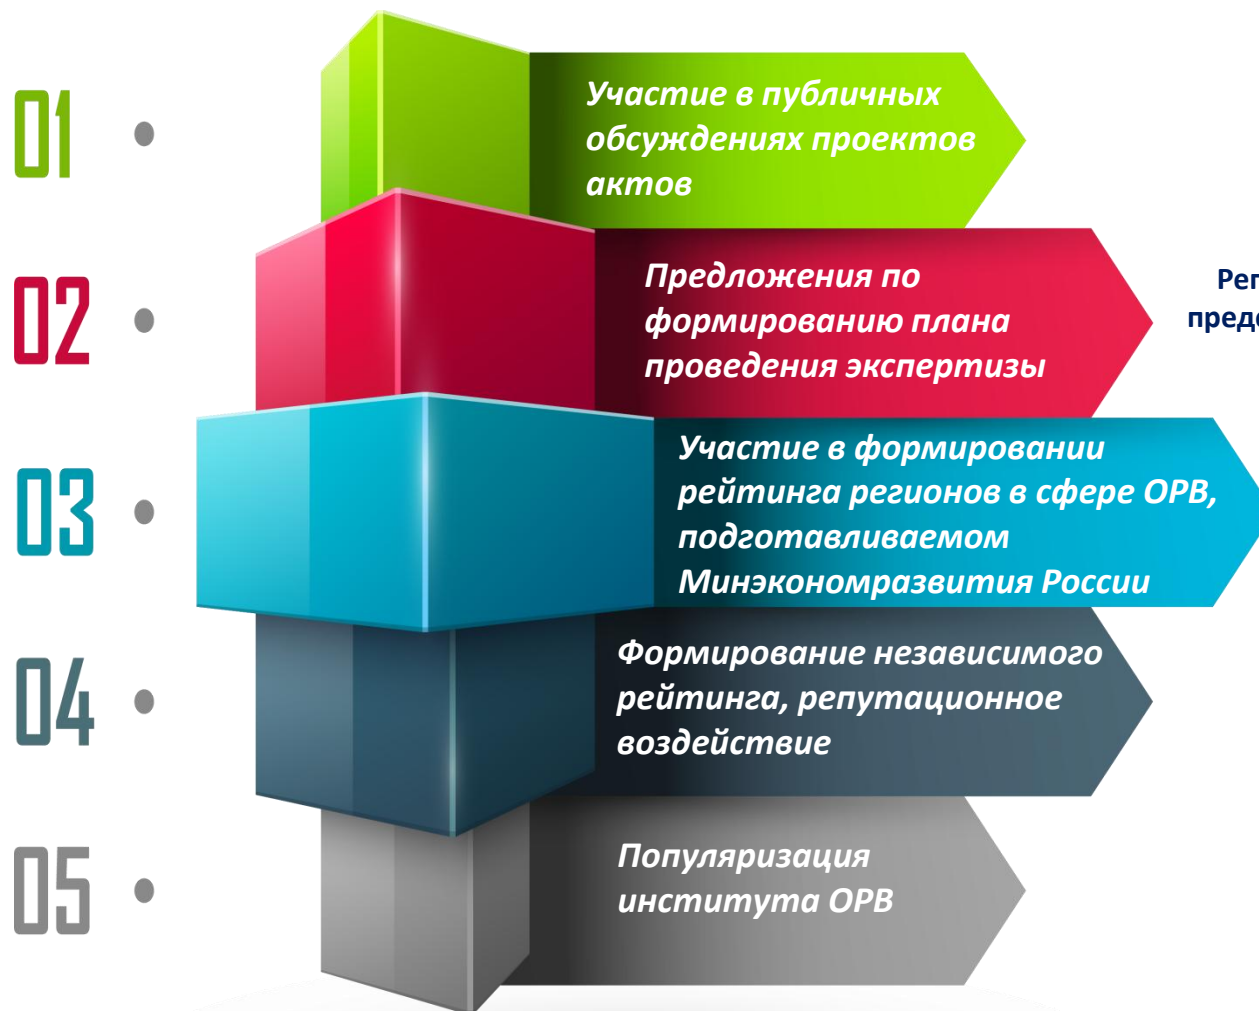 01
Участие в публичных
обсуждениях проектов
актов
02
Предложения по
формированию плана
проведения экспертизы
03
Участие в формировании
рейтинга регионов в сфере ОРВ,
подготавливаемом
Минэкономразвития России
04
Формирование независимого
рейтинга, репутационное
воздействие
05
Популяризация
института ОРВ